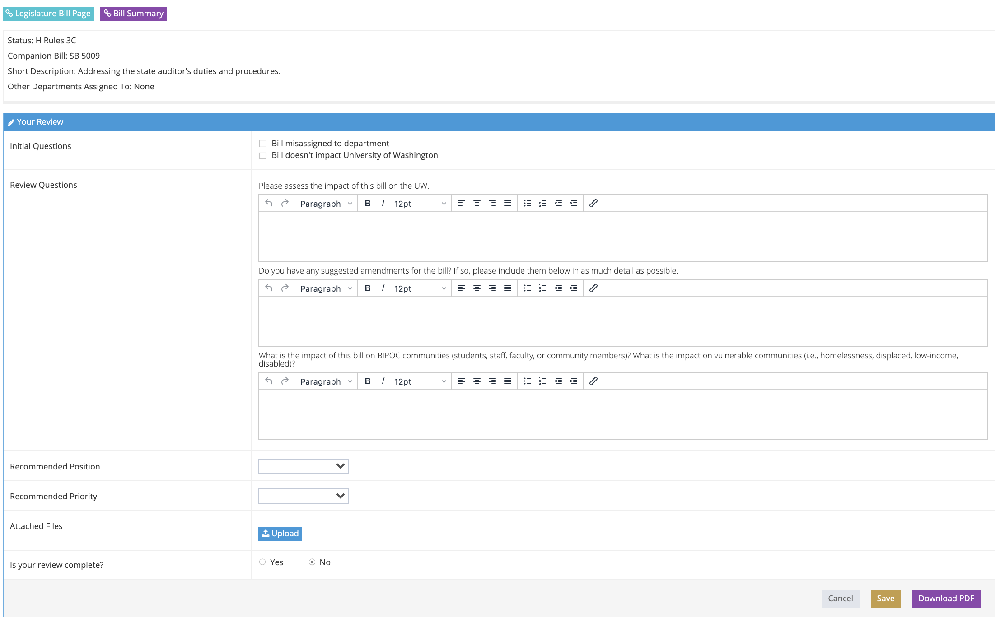 Legislature Bill Page Bill Summary
Status: H Rules 3C
Companion Bill: SB 5009
Short Description: Addressing the state auditor's duties and procedures.
Other Departments Assigned To: None
Your Review
Initial Questions
Bill misassigned to department
Bill doesn't impact University of Washington
Review Questions
Please assess the impact of this bill on the UW.
Paragraph B I 12pt
Do you have any suggested amendments for the bill? If so, please include them below in as much detail as possible.
Paragraph B I 12pt
What is the impact of this bill on BIPOC communities (students, staff, faculty, or community members)? What is the impact on vulnerable communities (i.e., homelessness, displaced, low-income,
disabled)?
Paragraph B I 12pt
Recommended Position
Recommended Priority
Attached Files
Upload
Is your review complete?
Yes No
Cancel Save Download PDF